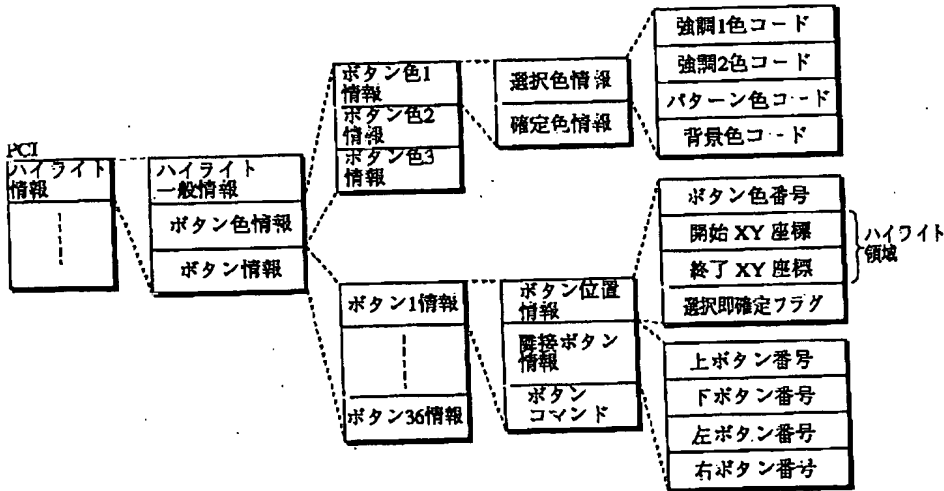 PCI
ハイライト
情報
ハイライト
一般情報
ボタン色情報
ボタン情報
ボタン色1
情報
ボタン色2
情報
ボタン色3
情報
選択色情報
確定色情報
強調1色コード
強調2色コード
パターン色コード
背景色コード
ボタン1情報
ボタン36情報
ボタン位置
情報
隣接ボタン
情報
ボタン
コマンド
ボタン色番号
開始 XY 座標
終了 XY 座標
選択即確定フラグ
ハイライト
領域
上ボタン番号
下ボタン番号
左ボタン番号
右ボタン番号